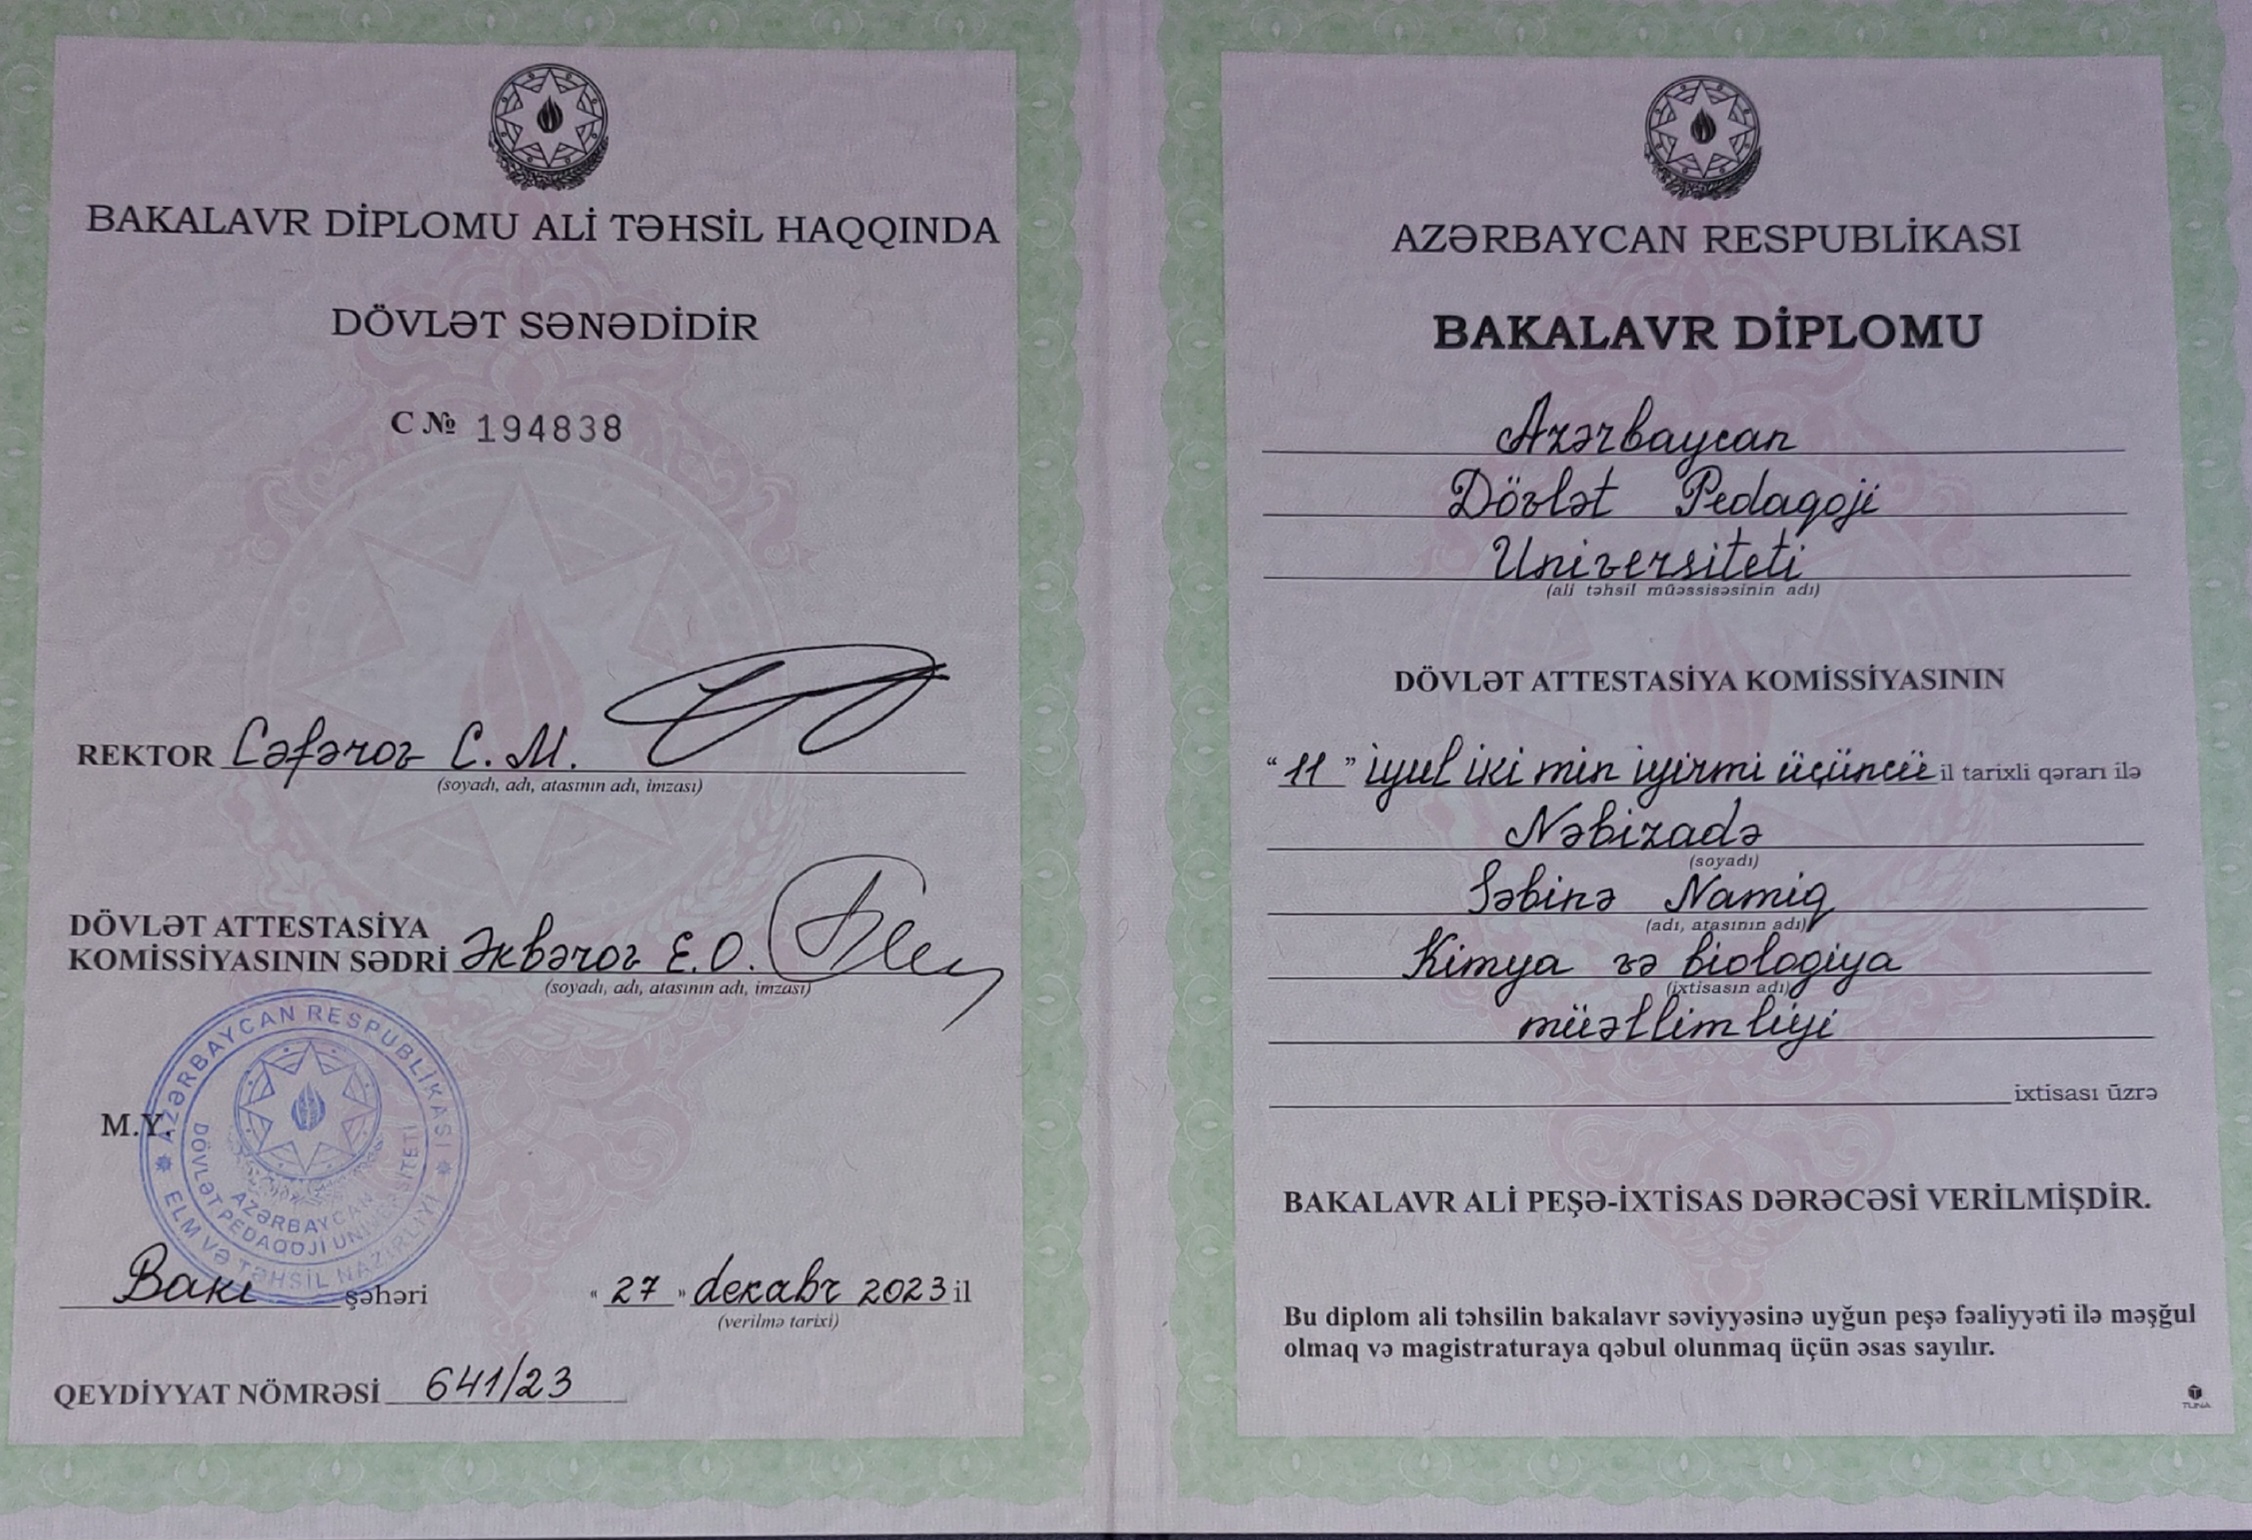 BAKALAVR DİPLOMU ALİ TƏHSİL HAQQINDA
DÖVLƏT SƏNƏDİDİR
C № 194838
REKTOR Cəfərov C. M.
(soyadı, adı, atasının adı, imzası)
DÖVLƏT ATTESTASİYA
KOMİSSİYASININ SƏDRİ Əkbərov E. O.
(soyadı, adı, atasının adı, imzası)
M.Y.
AZƏRBAYCAN RESPUBLİKASI
ELM VƏ TƏHSİL NAZİRLİYİ
AZƏRBAYCAN
DÖVLƏT PEDAQOJİ UNİVERSİTETİ
Bakı şəhəri
“ 27 ” dekabr 2023 il
(verilmə tarixi)
QEYDİYYAT NÖMRƏSİ 641/23
AZƏRBAYCAN RESPUBLİKASI
BAKALAVR DİPLOMU
Azərbaycan
Dövlət Pedaqoji
Universiteti
(ali təhsil müəssisəsinin adı)
DÖVLƏT ATTESTASİYA KOMİSSİYASININ
“ 11 ” iyul iki min iyirmi üçüncü il tarixli qərarı ilə
Nəbizadə
(soyadı)
Səbinə Namiq
(adı, atasının adı)
Kimya və biologiya
(ixtisasın adı)
müəllimliyi
ixtisası üzrə
BAKALAVR ALİ PEŞƏ-İXTİSAS DƏRƏCƏSİ VERİLMİŞDİR.
Bu diplom ali təhsilin bakalavr səviyyəsinə uyğun peşə fəaliyyəti ilə məşğul
olmaq və magistraturaya qəbul olunmaq üçün əsas sayılır.
TUNA